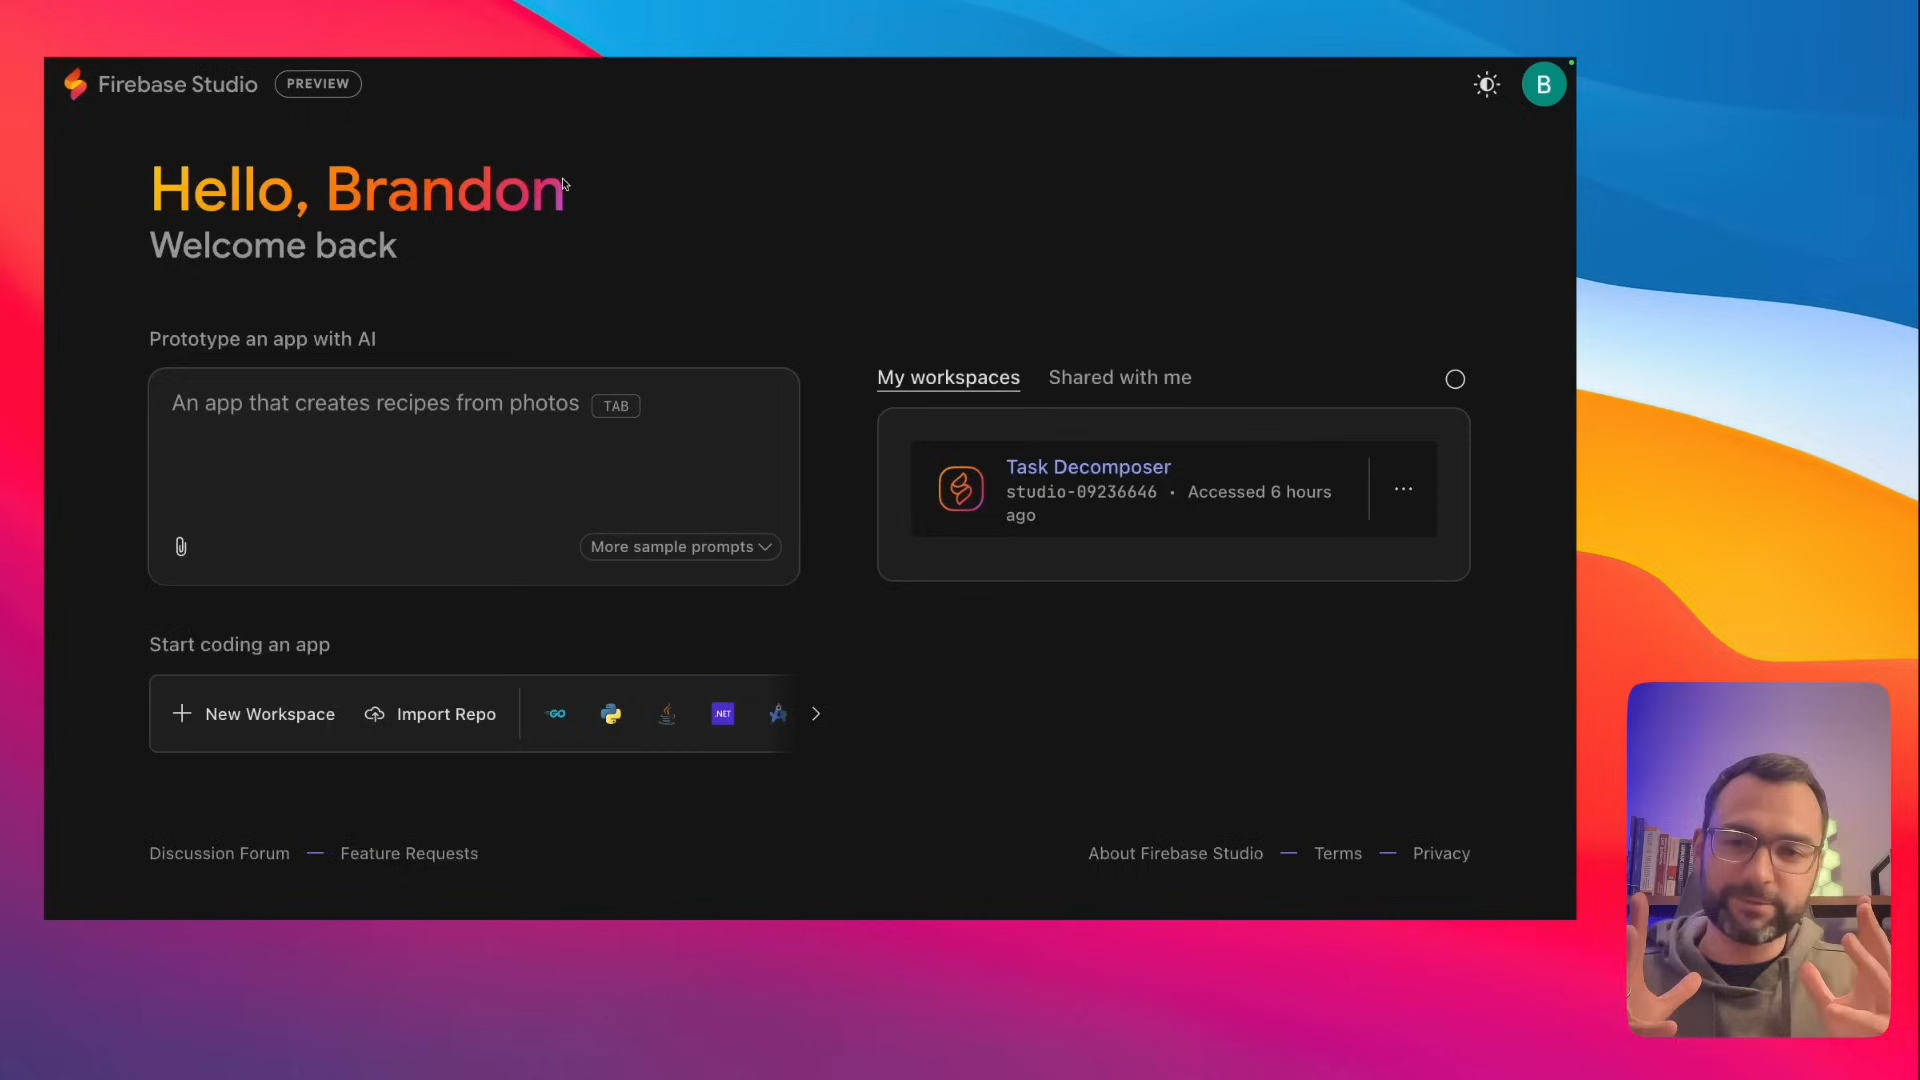 Firebase Studio PREVIEW
B
Hello, Brandon
Welcome back
Prototype an app with AI
An app that creates recipes from photos TAB
More sample prompts
My workspaces Shared with me
Task Decomposer
studio-09236646 • Accessed 6 hours
ago
...
Start coding an app
New Workspace Import Repo GO .NET
Discussion Forum — Feature Requests
About Firebase Studio — Terms — Privacy